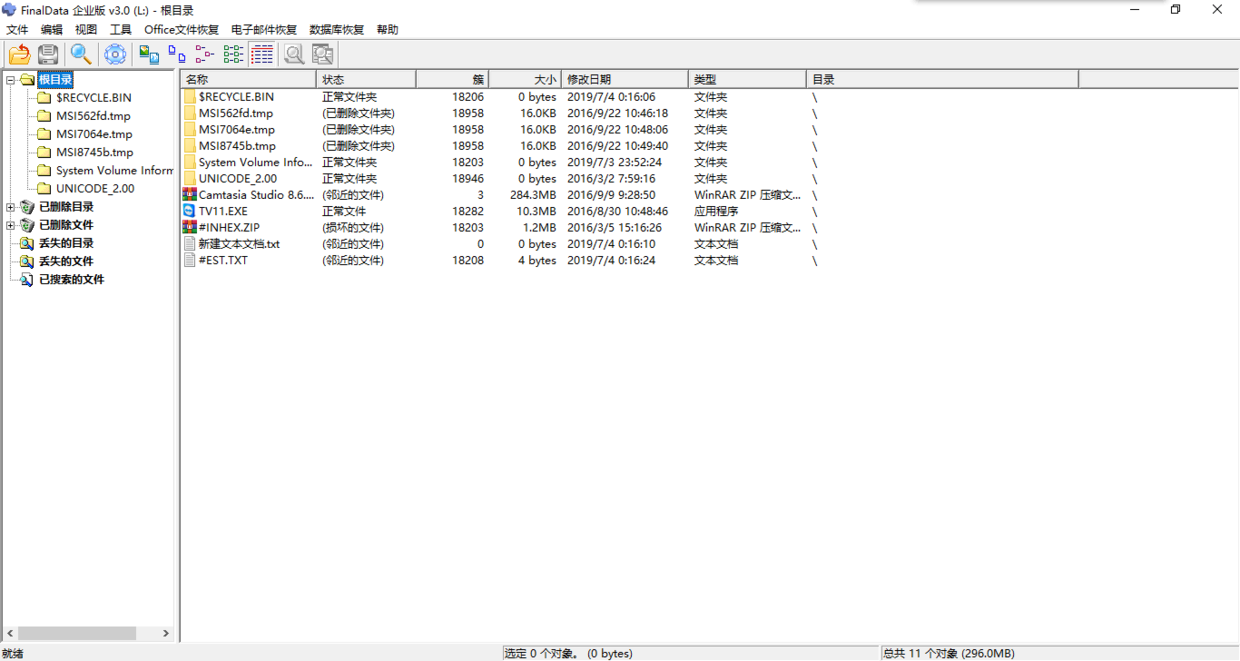 FinalData 企业版 v3.0 (L:) - 根目录
文件 编辑 视图 工具 Office文件恢复 电子邮件恢复 数据库恢复 帮助
根目录
$RECYCLE.BIN
MSI562fd.tmp
MSI7064e.tmp
MSI8745b.tmp
System Volume Inform
UNICODE_2.00
已删除目录
已删除文件
丢失的目录
丢失的文件
已搜索的文件
名称 状态 簇 大小 修改日期 类型 目录
$RECYCLE.BIN 正常文件夹 18206 0 bytes 2019/7/4 0:16:06 文件夹 \
MSI562fd.tmp (已删除文件夹) 18958 16.0KB 2016/9/22 10:46:18 文件夹 \
MSI7064e.tmp (已删除文件夹) 18958 16.0KB 2016/9/22 10:48:06 文件夹 \
MSI8745b.tmp (已删除文件夹) 18958 16.0KB 2016/9/22 10:49:40 文件夹 \
System Volume Info... 正常文件夹 18203 0 bytes 2019/7/3 23:52:24 文件夹 \
UNICODE_2.00 正常文件夹 18946 0 bytes 2016/3/2 7:59:16 文件夹 \
Camtasia Studio 8.6.... (邻近的文件) 3 284.3MB 2016/9/9 9:28:50 WinRAR ZIP 压缩文... \
TV11.EXE 正常文件 18282 10.3MB 2016/8/30 10:48:46 应用程序 \
#INHEX.ZIP (损坏的文件) 18203 1.2MB 2016/3/5 15:16:26 WinRAR ZIP 压缩文... \
新建文本文档.txt (邻近的文件) 0 0 bytes 2019/7/4 0:16:10 文本文档 \
#EST.TXT (邻近的文件) 18208 4 bytes 2019/7/4 0:16:24 文本文档 \
就绪 选定 0 个对象。 (0 bytes) 总共 11 个对象 (296.0MB)